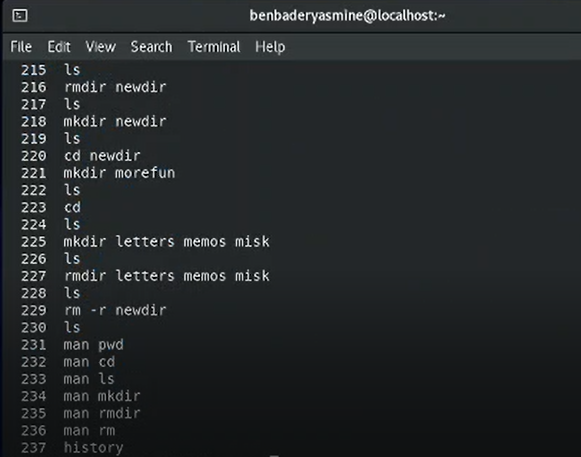 benbaderyasmine@localhost:~
File Edit View Search Terminal Help
215 ls
216 rmdir newdir
217 ls
218 mkdir newdir
219 ls
220 cd newdir
221 mkdir morefun
222 ls
223 cd
224 ls
225 mkdir letters memos misk
226 ls
227 rmdir letters memos misk
228 ls
229 rm -r newdir
230 ls
231 man pwd
232 man cd
233 man ls
234 man mkdir
235 man rmdir
236 man rm
237 history